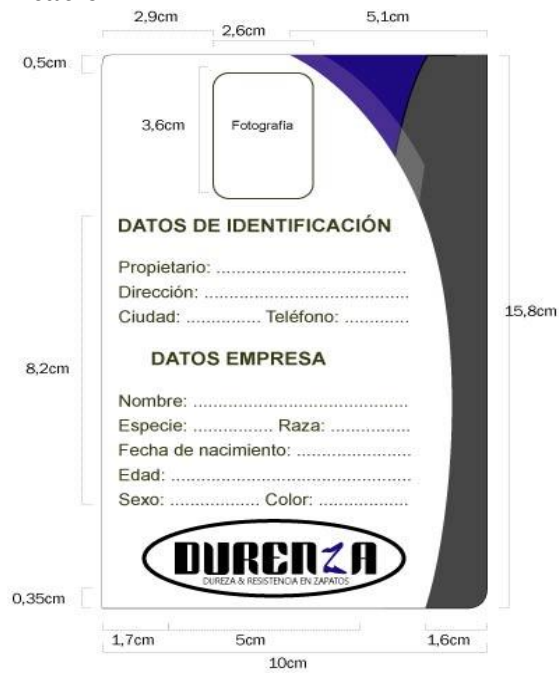 2,9cm
5,1cm
2,6cm
0,5cm
3,6cm
Fotografia
DATOS DE IDENTIFICACIÓN
Propietario: ..........................................
Dirección: .............................................
Ciudad: ................ Teléfono: ..............
15,8cm
DATOS EMPRESA
8,2cm
Nombre: ...............................................
Especie: ................. Raza: .................
Fecha de nacimiento: .........................
Edad: ....................................................
Sexo: .................... Color: ....................
DURENZA
DUREZA & RESISTENCIA EN ZAPATOS
0,35cm
1,7cm
5cm
1,6cm
10cm